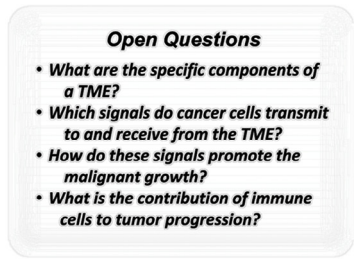 Open Questions
• What are the specific components of
a TME?
• Which signals do cancer cells transmit
to and receive from the TME?
• How do these signals promote the
malignant growth?
• What is the contribution of immune
cells to tumor progression?